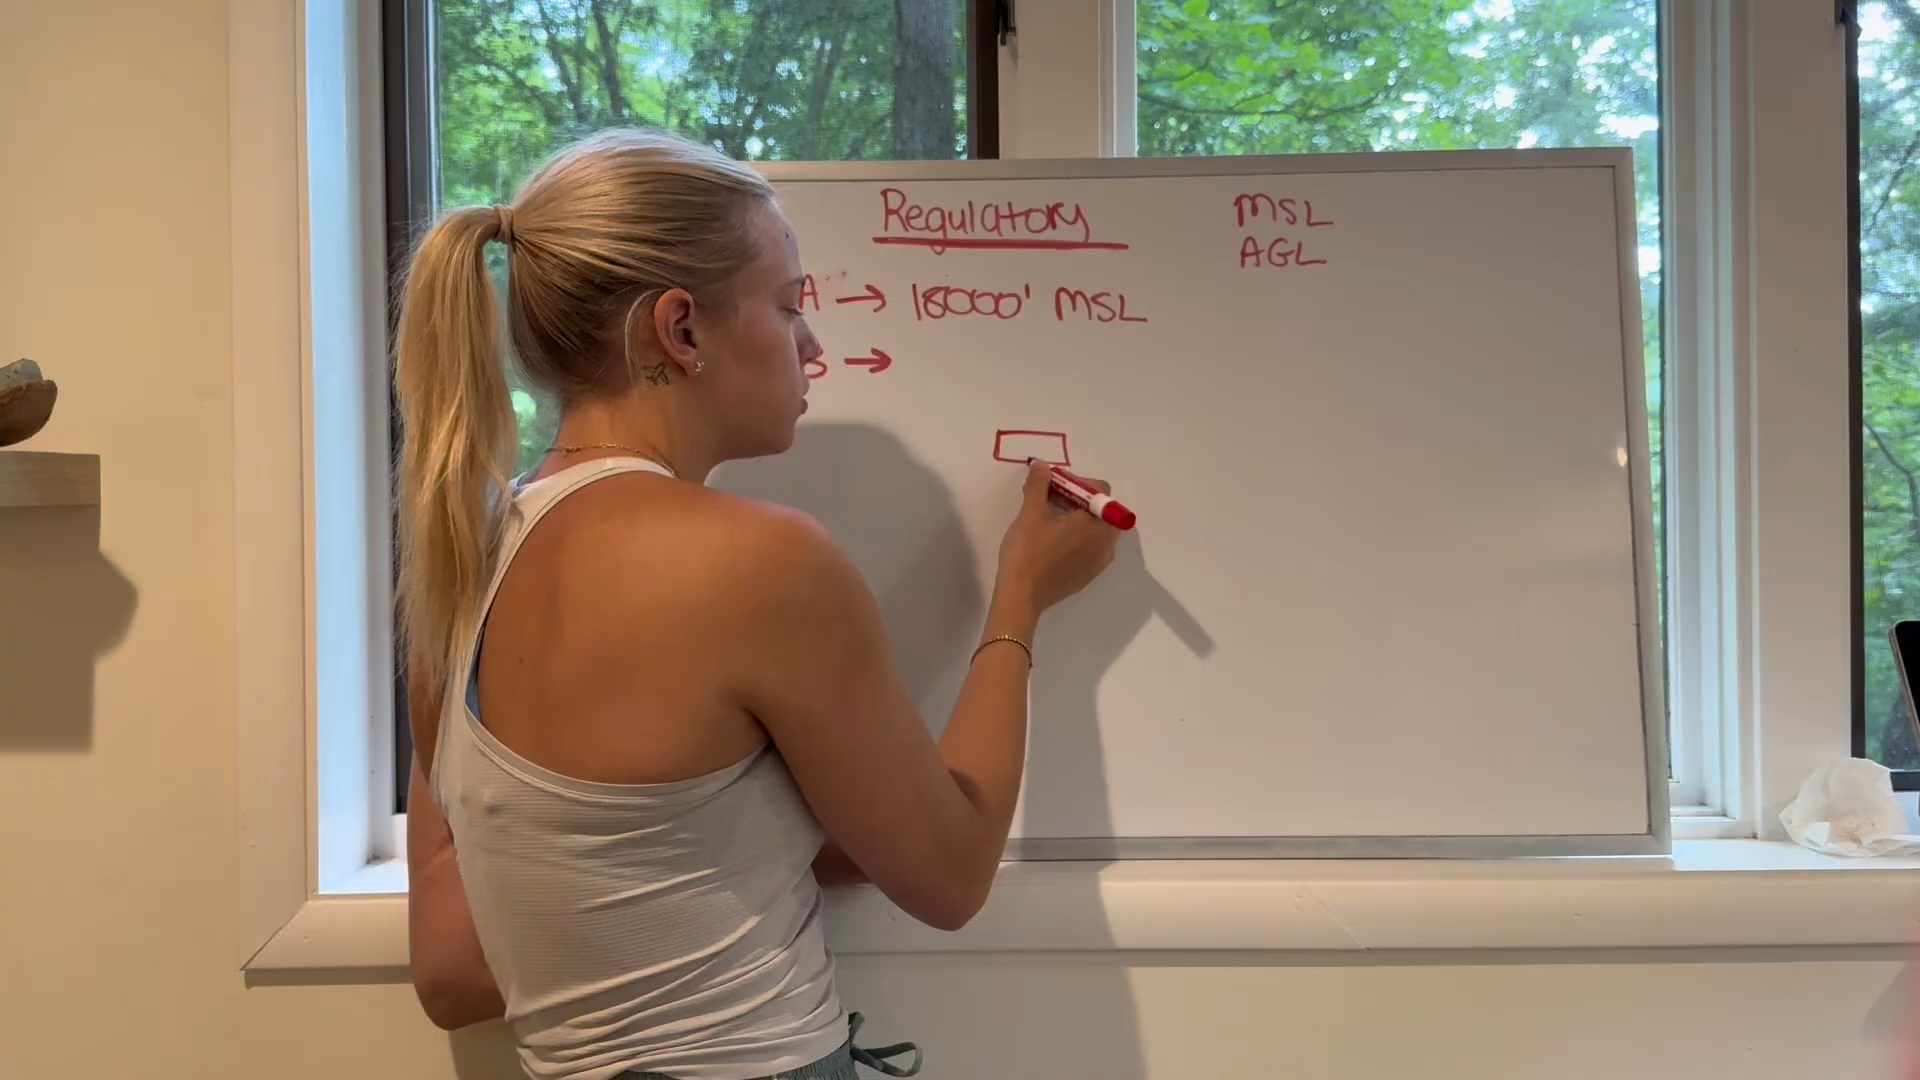 Regulatory
MSL
AGL
A → 18000' MSL
B →